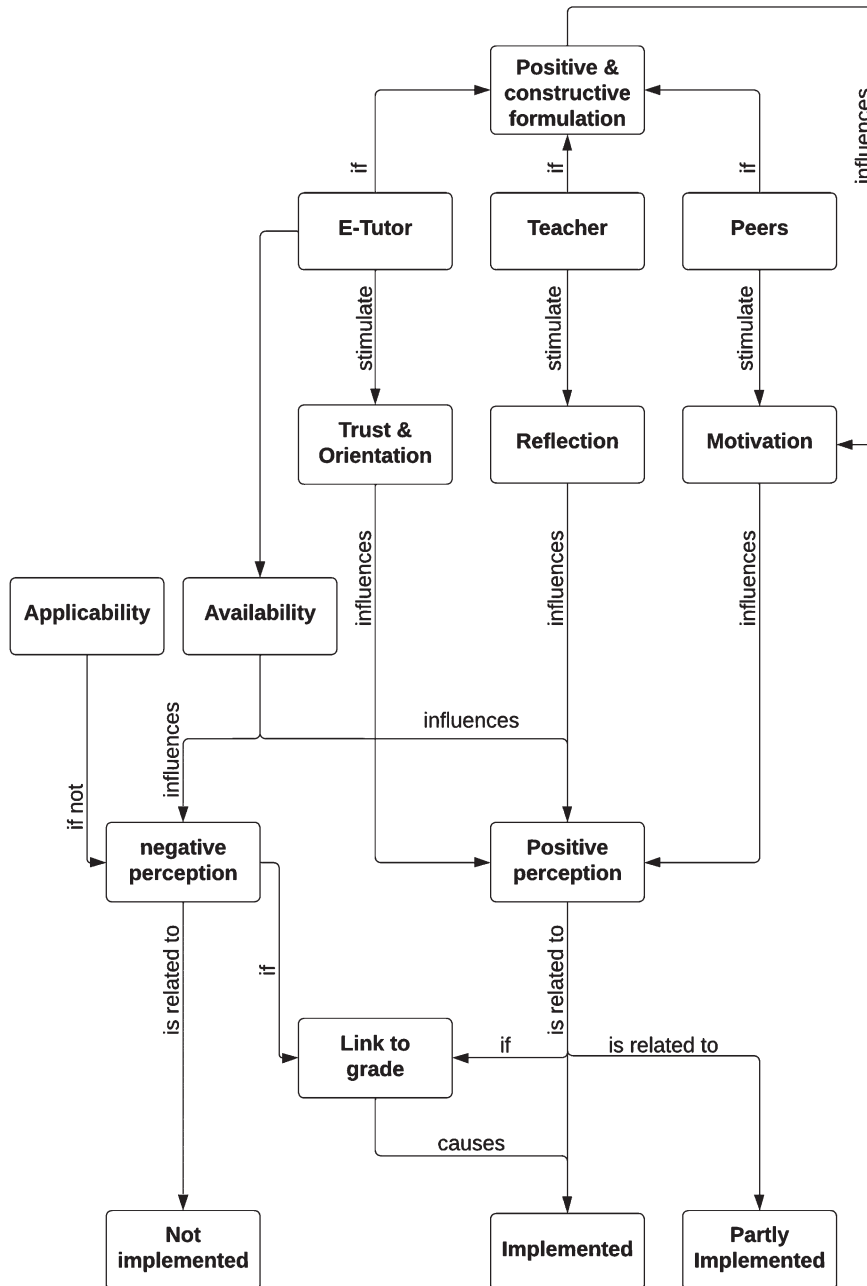 Positive &
constructive
formulation
influences
if
if
if
E-Tutor
Teacher
Peers
stimulate
stimulate
stimulate
Trust &
Orientation
Reflection
Motivation
influences
influences
influences
Applicability
Availability
influences
influences
if not
negative
perception
Positive
perception
is related to
if
is related to
Link to
grade
if
is related to
causes
Not
implemented
Implemented
Partly
Implemented